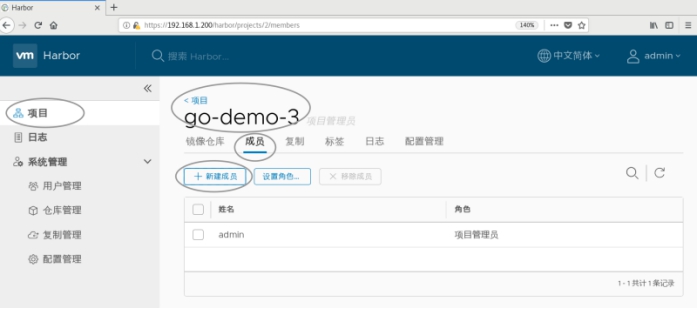 Harbor
https://192.168.1.200/harbor/projects/2/members
140%
vm Harbor
搜索 Harbor...
中文简体
admin
项目
日志
系统管理
用户管理
仓库管理
复制管理
配置管理
< 项目
go-demo-3 项目管理员
镜像仓库 成员 复制 标签 日志 配置管理
+ 新建成员 设置角色... × 移除成员
姓名 角色
admin 项目管理员
1 - 1 共计 1 条记录